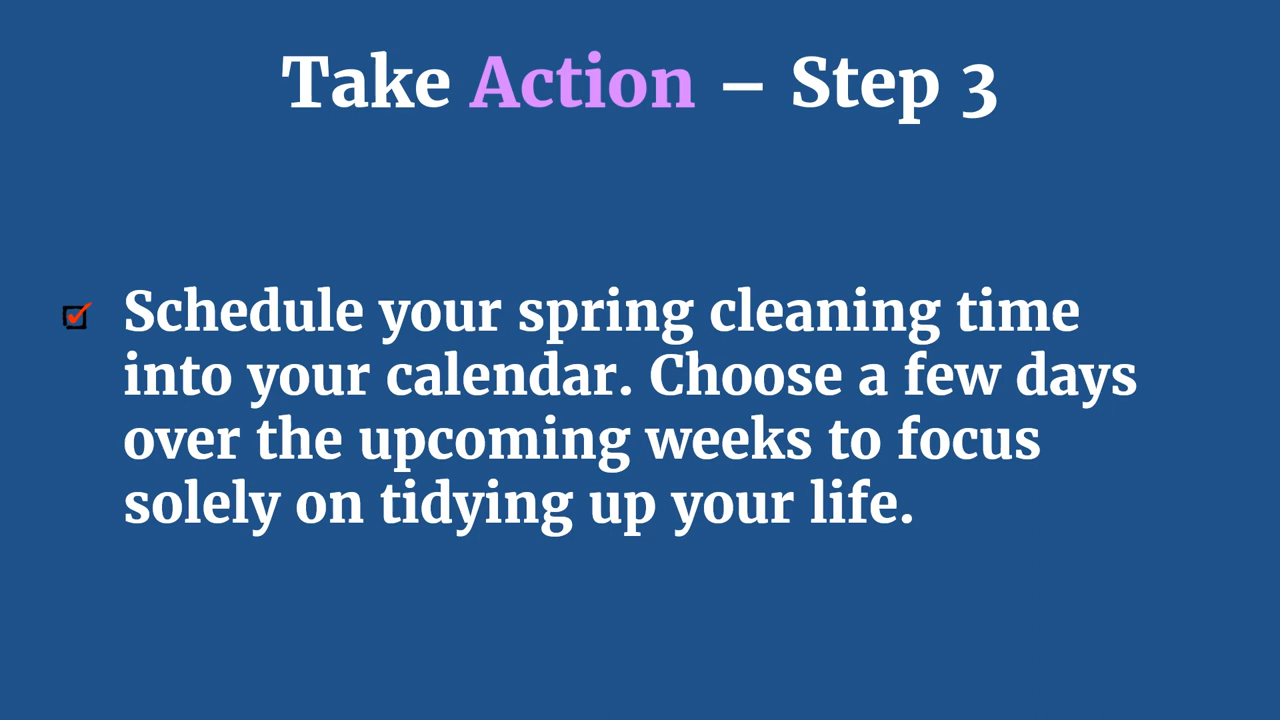 Take Action – Step 3
Schedule your spring cleaning time
into your calendar. Choose a few days
over the upcoming weeks to focus
solely on tidying up your life.